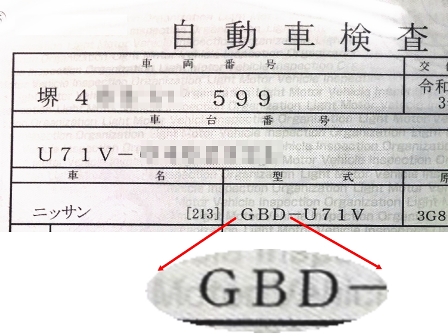 自動車検査
車両番号
交
堺 4 599
令和
3
車台番号
U71V-
車名
型式
原
ニッサン [213]
GBD-U71V
3G8
GBD-